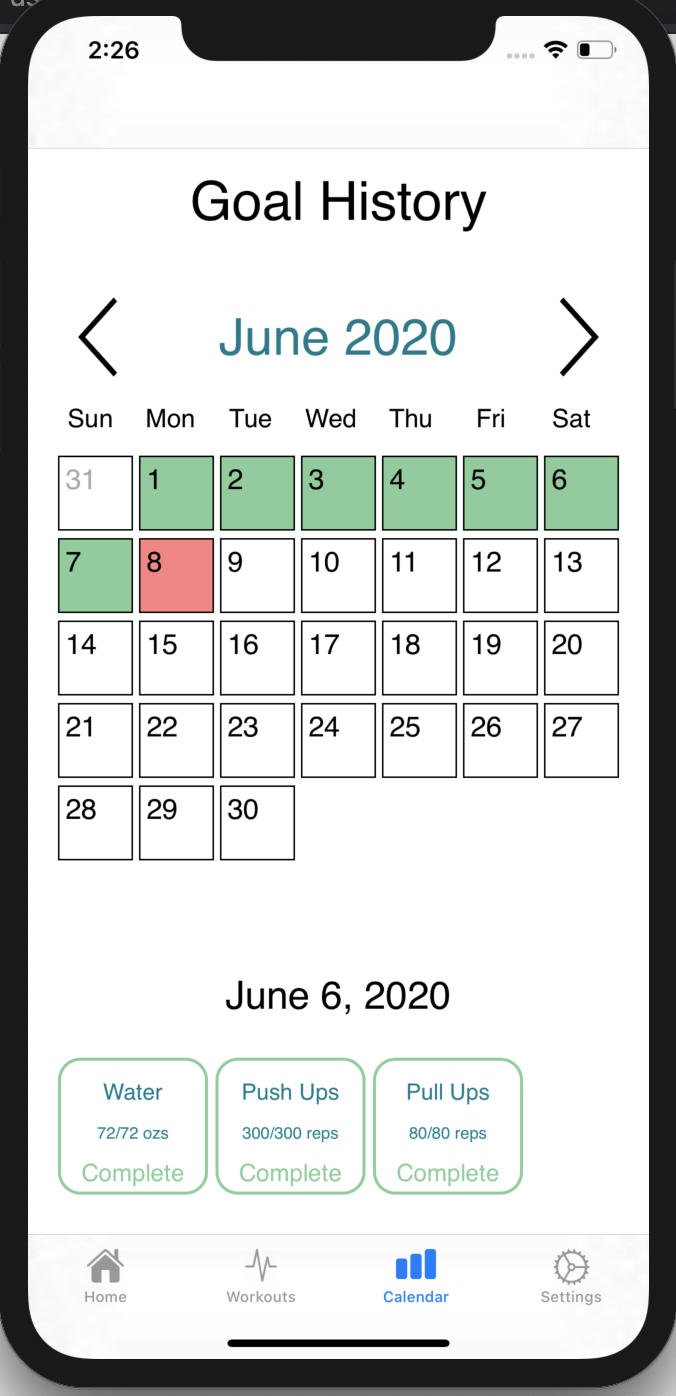 2:26
Goal History
June 2020
Sun Mon Tue Wed Thu Fri Sat
31 1 2 3 4 5 6
7 8 9 10 11 12 13
14 15 16 17 18 19 20
21 22 23 24 25 26 27
28 29 30
June 6, 2020
Water Push Ups Pull Ups
72/72 ozs 300/300 reps 80/80 reps
Complete Complete Complete
Home Workouts Calendar Settings